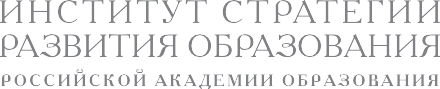 ИНСТИТУТ СТРАТЕГИИ
РАЗВИТИЯ ОБРАЗОВАНИЯ
РОССИЙСКОЙ АКАДЕМИИ ОБРАЗОВАНИЯ